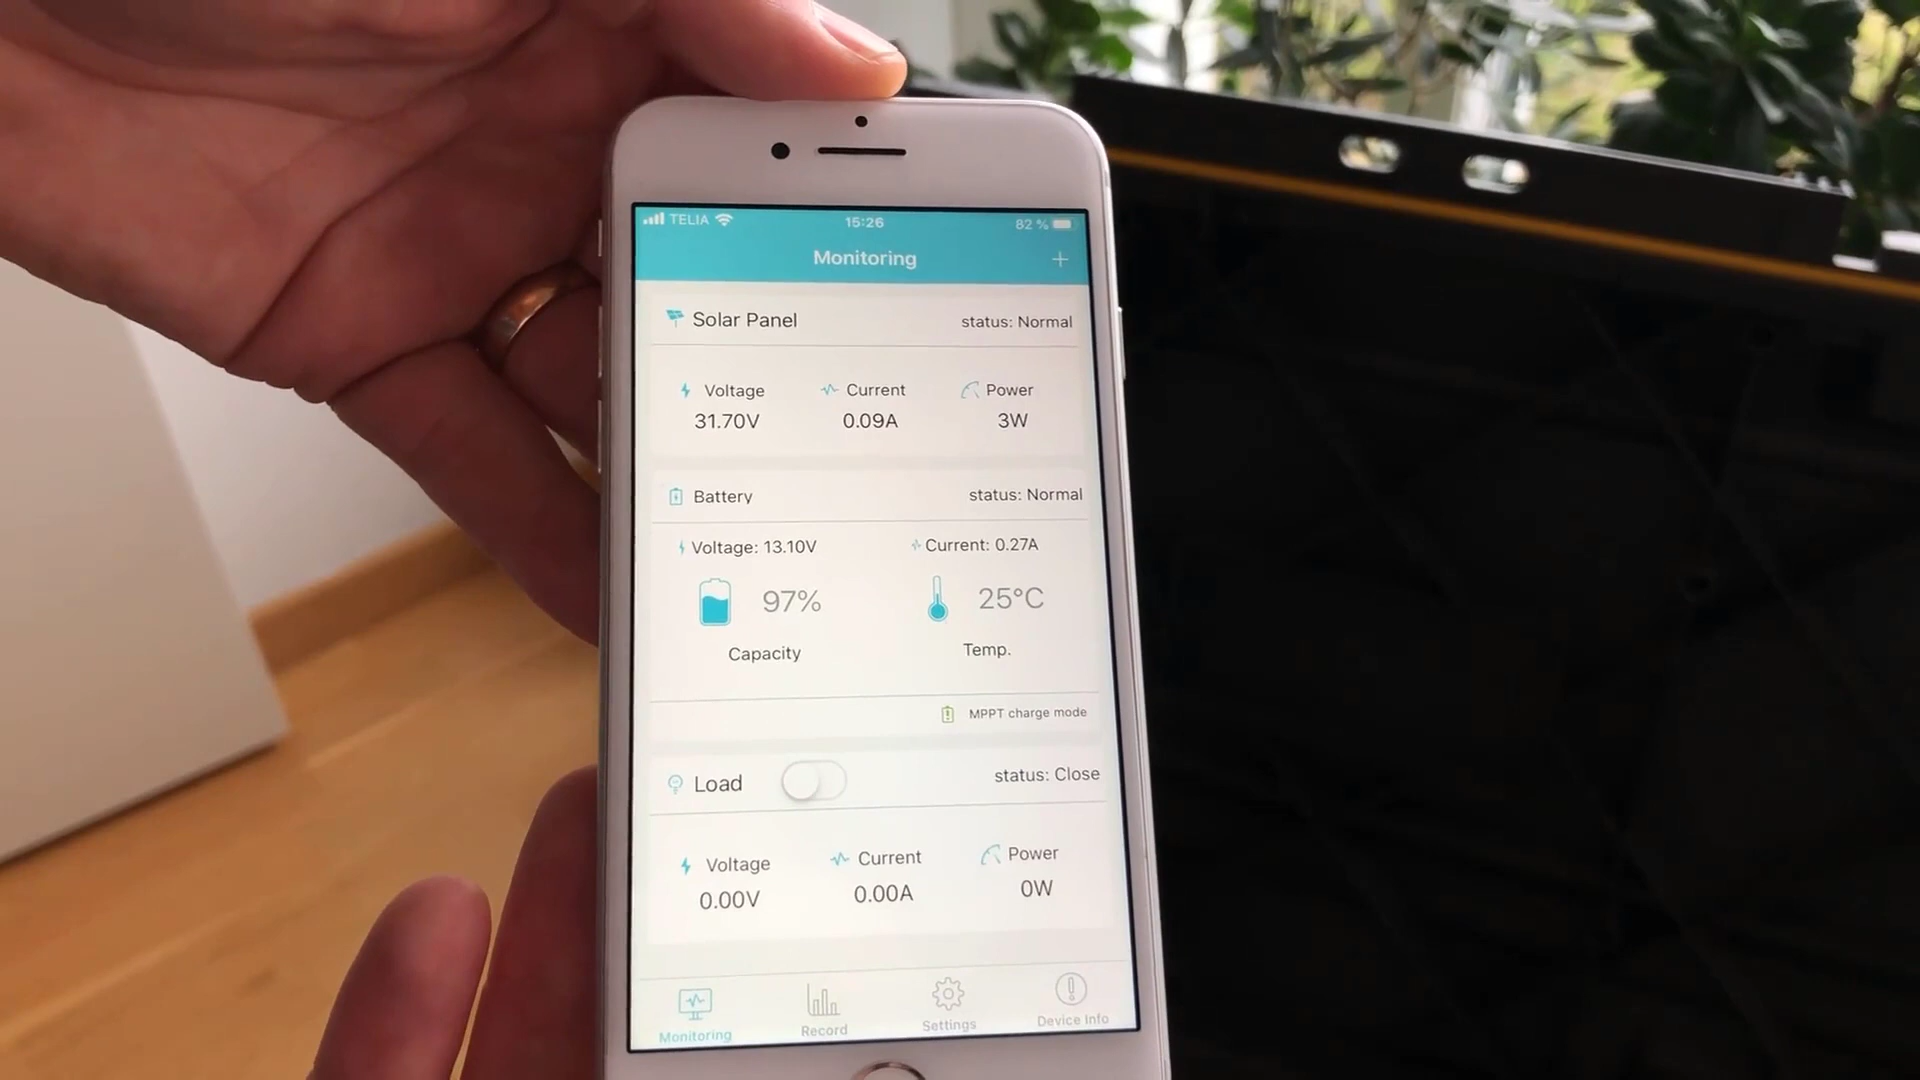 TELIA 15:26 82 %
Monitoring +
Solar Panel status: Normal
Voltage Current Power
31.70V 0.09A 3W
Battery status: Normal
Voltage: 13.10V Current: 0.27A
97% 25°C
Capacity Temp.
MPPT charge mode
Load status: Close
Voltage Current Power
0.00V 0.00A 0W
Monitoring Record Settings Device Info